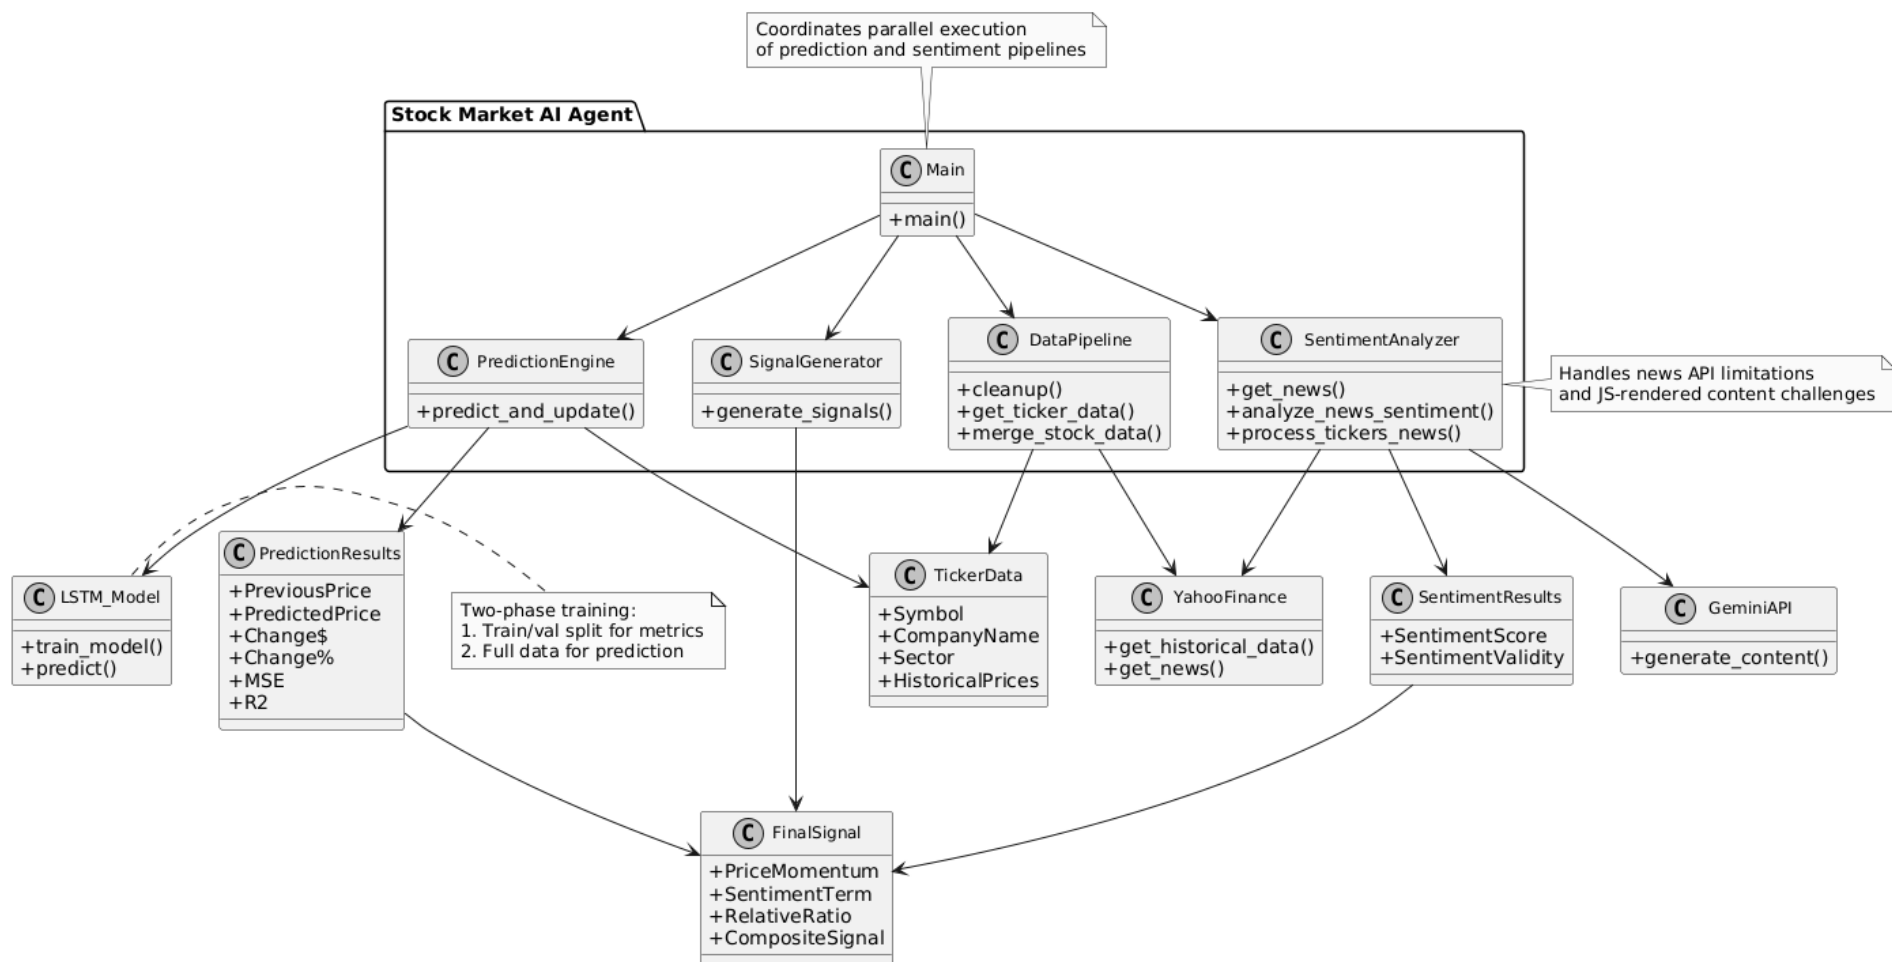 Coordinates parallel execution
of prediction and sentiment pipelines
Stock Market AI Agent
C Main
+main()
C PredictionEngine
+predict_and_update()
C SignalGenerator
+generate_signals()
C DataPipeline
+cleanup()
+get_ticker_data()
+merge_stock_data()
C SentimentAnalyzer
+get_news()
+analyze_news_sentiment()
+process_tickers_news()
Handles news API limitations
and JS-rendered content challenges
C LSTM_Model
+train_model()
+predict()
C PredictionResults
+PreviousPrice
+PredictedPrice
+Change$
+Change%
+MSE
+R2
Two-phase training:
1. Train/val split for metrics
2. Full data for prediction
C TickerData
+Symbol
+CompanyName
+Sector
+HistoricalPrices
C YahooFinance
+get_historical_data()
+get_news()
C SentimentResults
+SentimentScore
+SentimentValidity
C GeminiAPI
+generate_content()
C FinalSignal
+PriceMomentum
+SentimentTerm
+RelativeRatio
+CompositeSignal